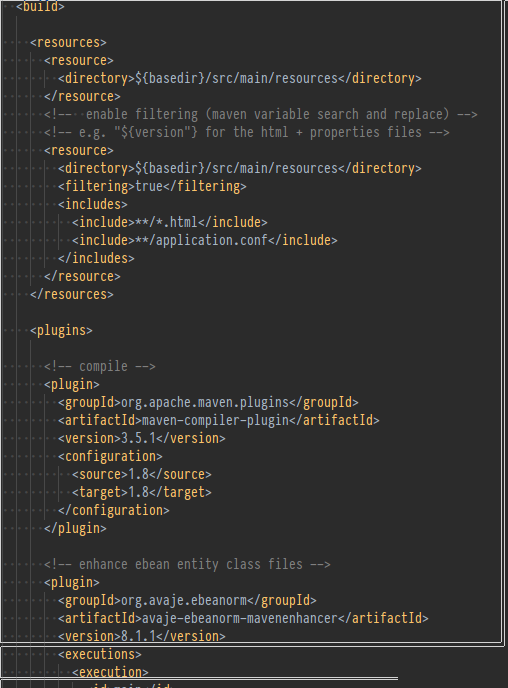 <build>
<resources>
<resource>
<directory>${basedir}/src/main/resources</directory>
</resource>
<!-- enable filtering (maven variable search and replace) -->
<!-- e.g. "${version"} for the html + properties files -->
<resource>
<directory>${basedir}/src/main/resources</directory>
<filtering>true</filtering>
<includes>
<include>**/*.html</include>
<include>**/application.conf</include>
</includes>
</resource>
</resources>
<plugins>
<!-- compile -->
<plugin>
<groupId>org.apache.maven.plugins</groupId>
<artifactId>maven-compiler-plugin</artifactId>
<version>3.5.1</version>
<configuration>
<source>1.8</source>
<target>1.8</target>
</configuration>
</plugin>
<!-- enhance ebean entity class files -->
<plugin>
<groupId>org.avaje.ebeanorm</groupId>
<artifactId>avaje-ebeanorm-mavenenhancer</artifactId>
<version>8.1.1</version>
<executions>
<execution>